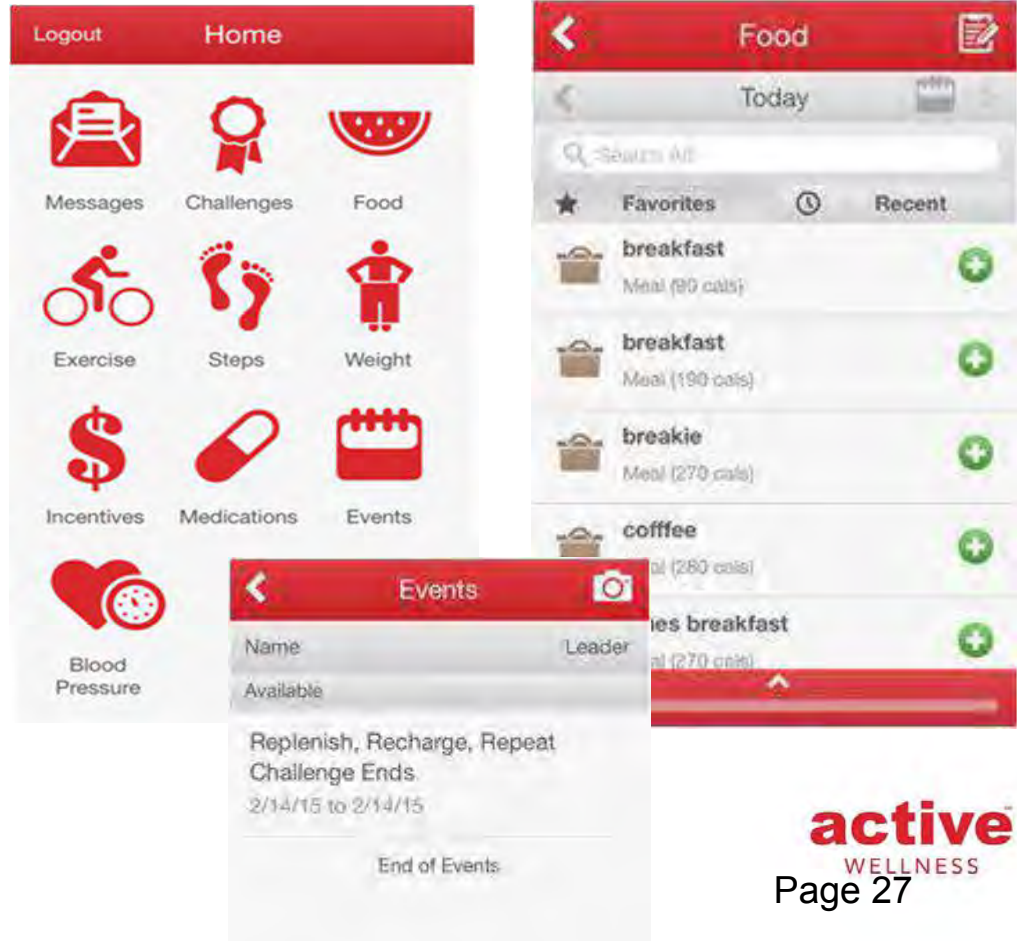 Logout Home
Messages Challenges Food
Exercise Steps Weight
Incentives Medications Events
Blood
Pressure
Food
Today
Search All
Favorites Recent
breakfast
Meal (90 cals)
breakfast
Meal (190 cals)
breakie
Meal (270 cals)
cofffee
(280 cals)
breakfast
(270 cals)
Events
Name Leader
Available
Replenish, Recharge, Repeat
Challenge Ends
2/14/15 to 2/14/15
End of Events
active
WELLNESS
Page 27